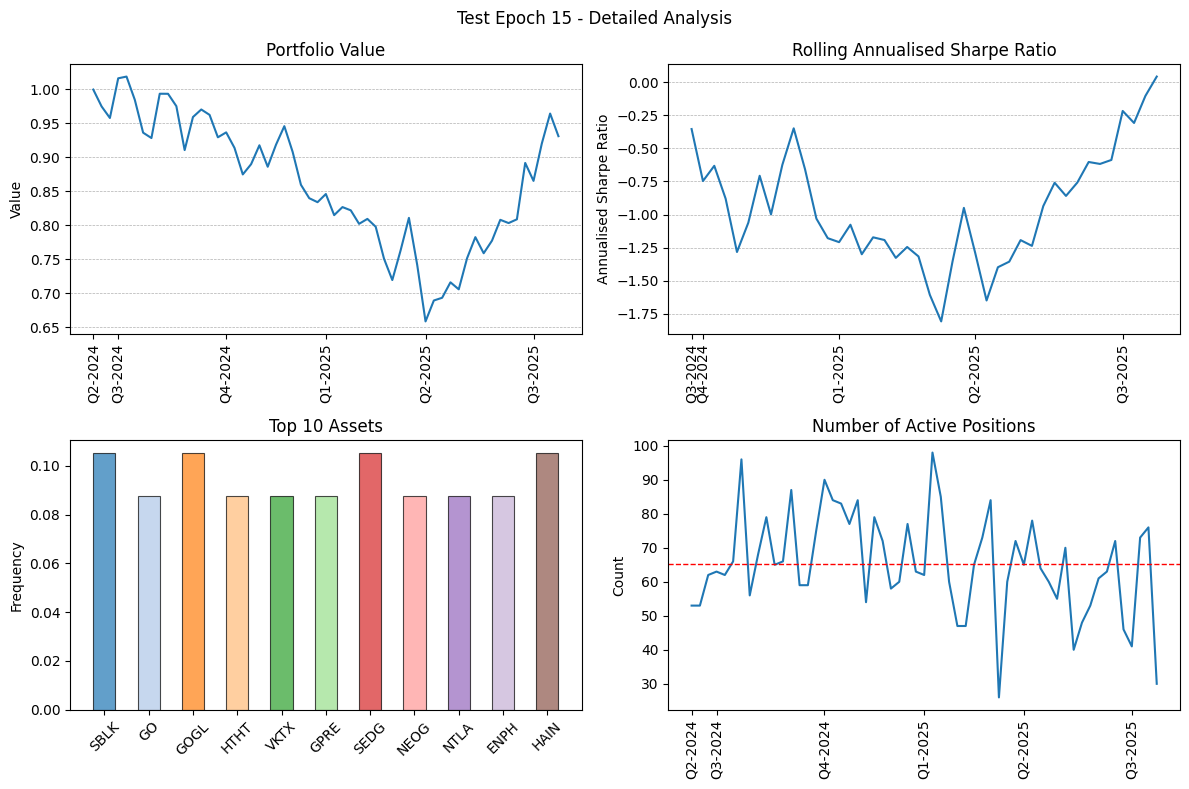 Test Epoch 15 - Detailed Analysis
Portfolio Value
Value
1.00
0.95
0.90
0.85
0.80
0.75
0.70
0.65
Q2-2024
Q3-2024
Q4-2024
Q1-2025
Q2-2025
Q3-2025
Rolling Annualised Sharpe Ratio
Annualised Sharpe Ratio
0.00
−0.25
−0.50
−0.75
−1.00
−1.25
−1.50
−1.75
Q3-2024
Q4-2024
Q1-2025
Q2-2025
Q3-2025
Top 10 Assets
Frequency
0.10
0.08
0.06
0.04
0.02
0.00
SBLK
GO
GOGL
HTHT
VKTX
GPRE
SEDG
NEOG
NTLA
ENPH
HAIN
Number of Active Positions
Count
100
90
80
70
60
50
40
30
Q2-2024
Q3-2024
Q4-2024
Q1-2025
Q2-2025
Q3-2025